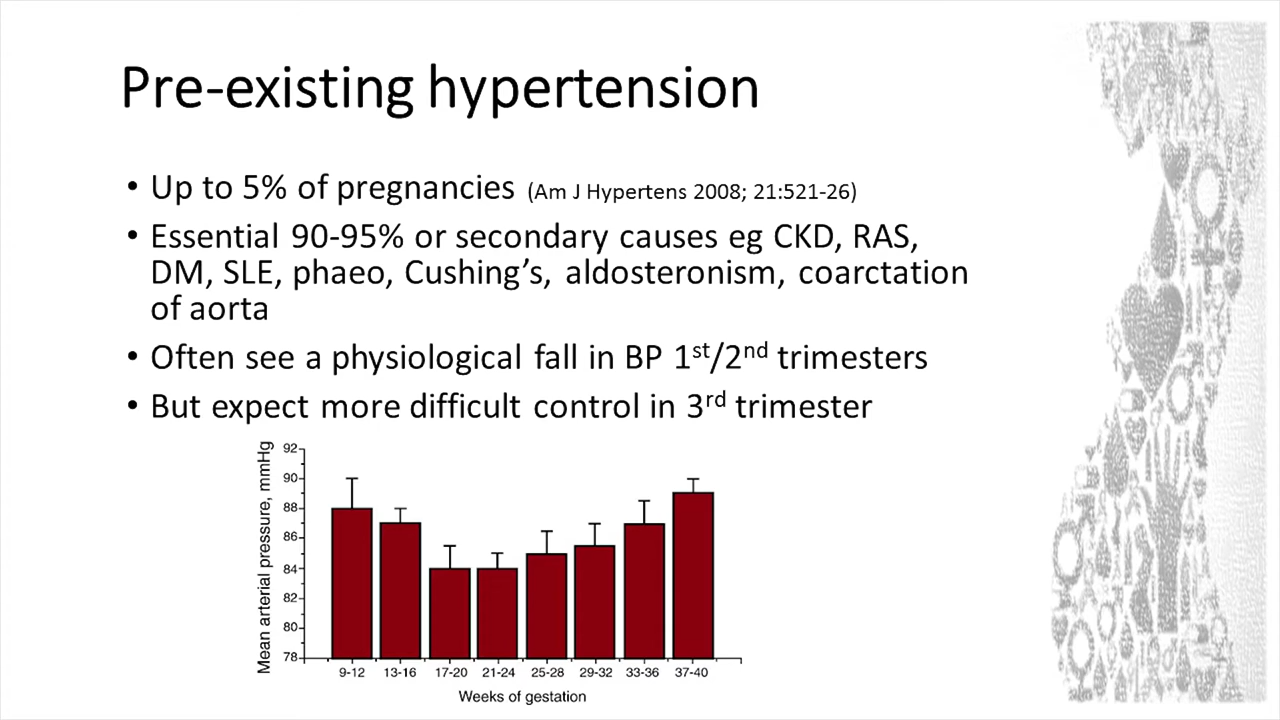 Pre-existing hypertension
• Up to 5% of pregnancies (Am J Hypertens 2008; 21:521-26)
• Essential 90-95% or secondary causes eg CKD, RAS,
DM, SLE, phaeo, Cushing’s, aldosteronism, coarctation
of aorta
• Often see a physiological fall in BP 1st/2nd trimesters
• But expect more difficult control in 3rd trimester
Mean arterial pressure, mmHg
92
90
88
86
84
82
80
78
9-12 13-16 17-20 21-24 25-28 29-32 33-36 37-40
Weeks of gestation